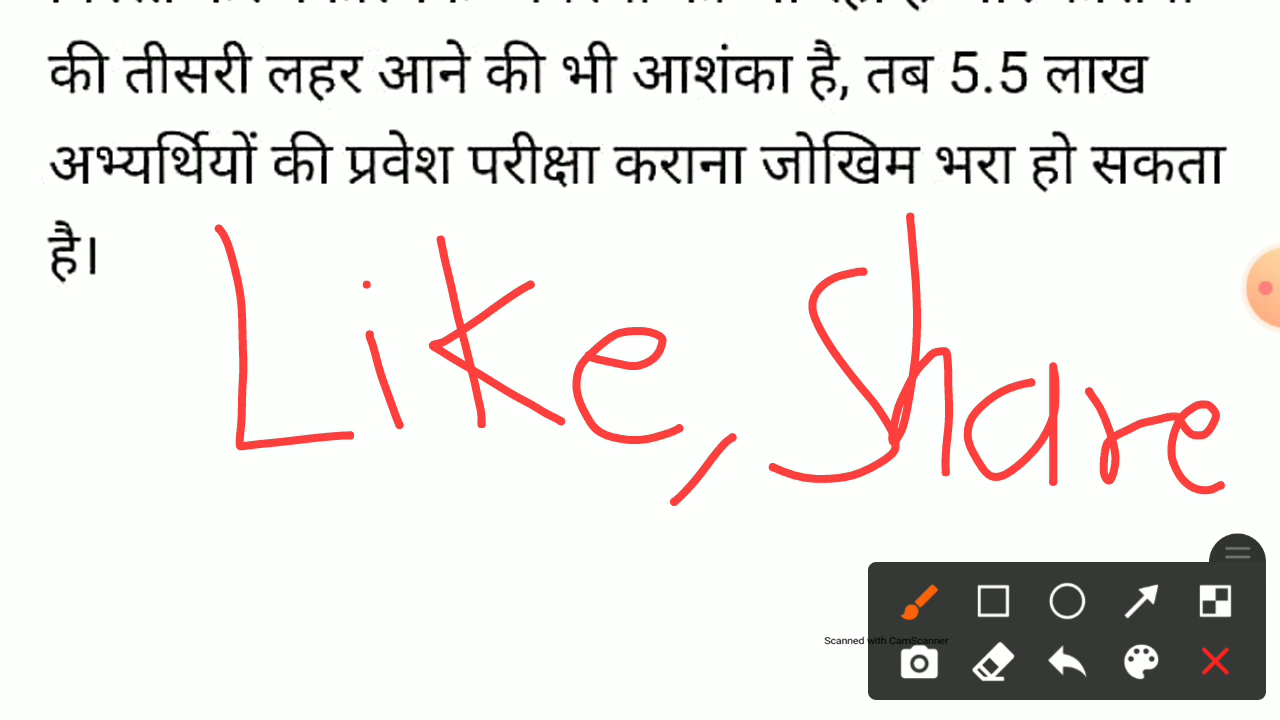 की तीसरी लहर आने की भी आशंका है, तब 5.5 लाख
अभ्यर्थियों की प्रवेश परीक्षा कराना जोखिम भरा हो सकता
है।
Like, Share
Scanned with CamScanner